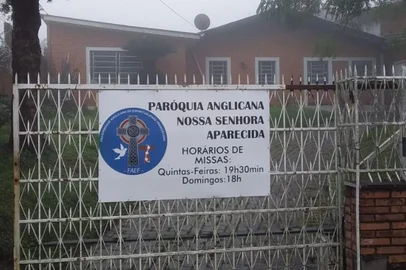 PARÓQUIA ANGLICANA
NOSSA SENHORA
APARECIDA
HORÁRIOS DE
MISSAS:
Quintas-Feiras: 19h30min
Domingos: 18h
FAEF